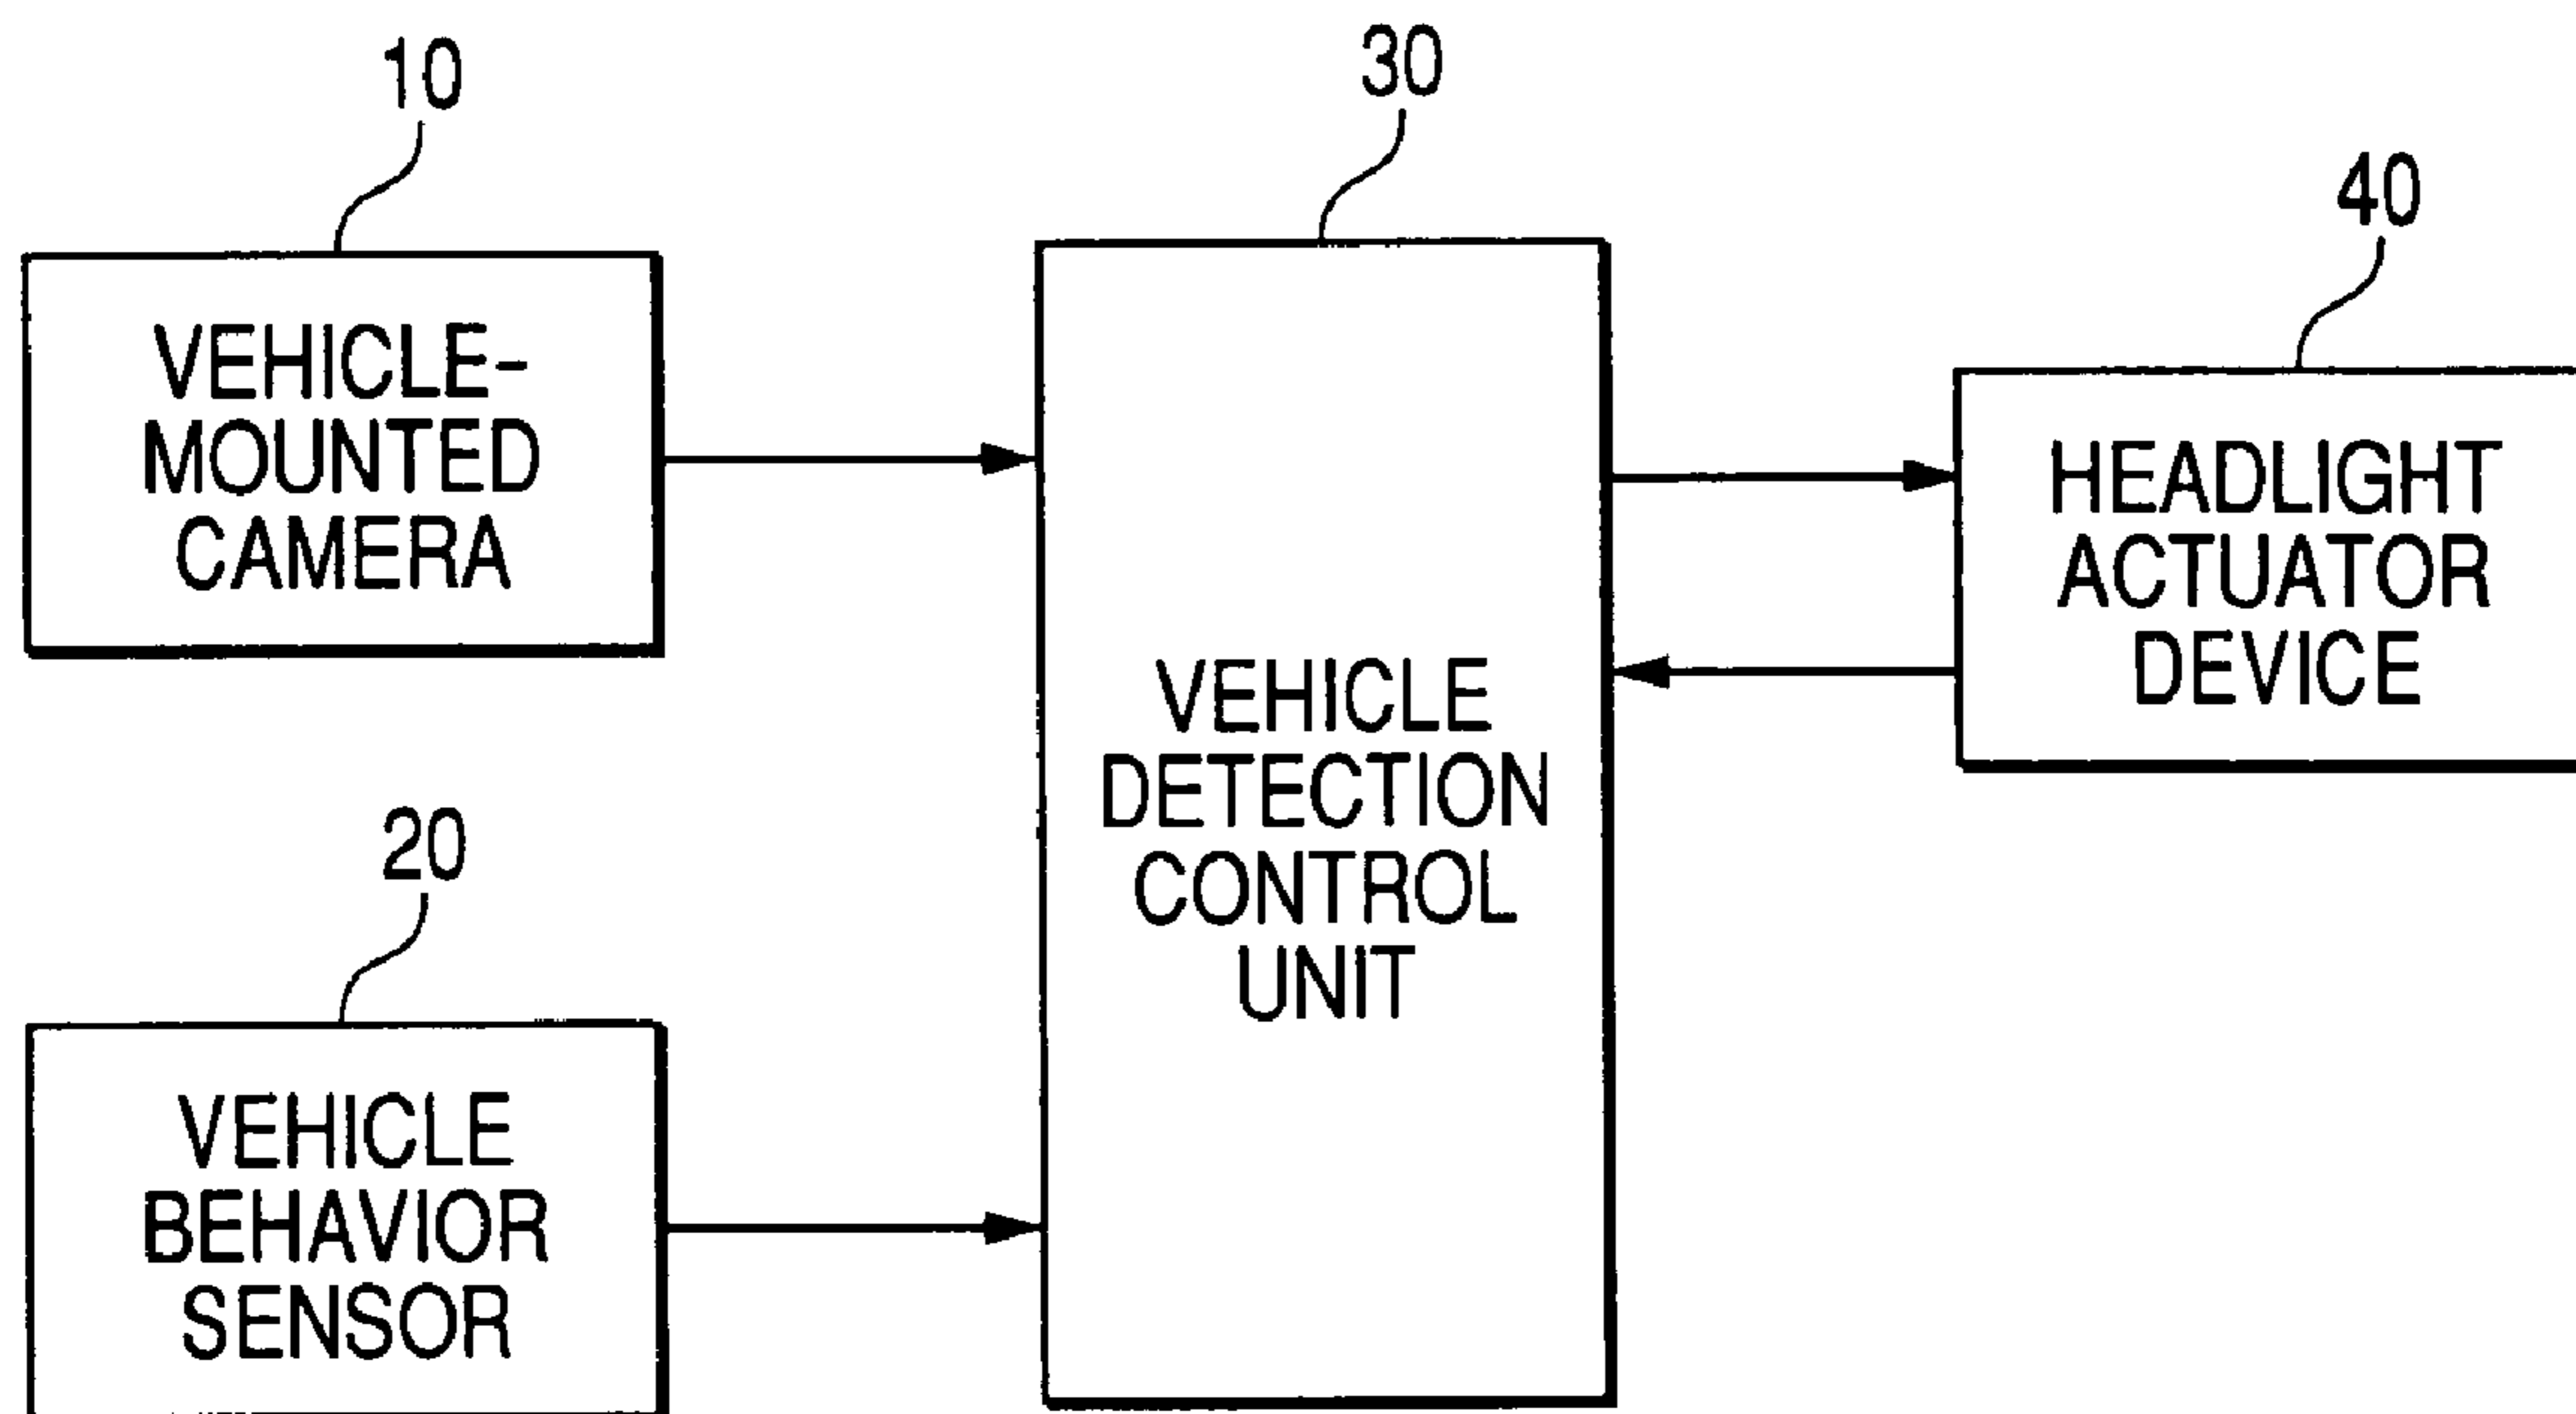 10
VEHICLE-
MOUNTED
CAMERA
20
VEHICLE
BEHAVIOR
SENSOR
30
VEHICLE
DETECTION
CONTROL
UNIT
40
HEADLIGHT
ACTUATOR
DEVICE